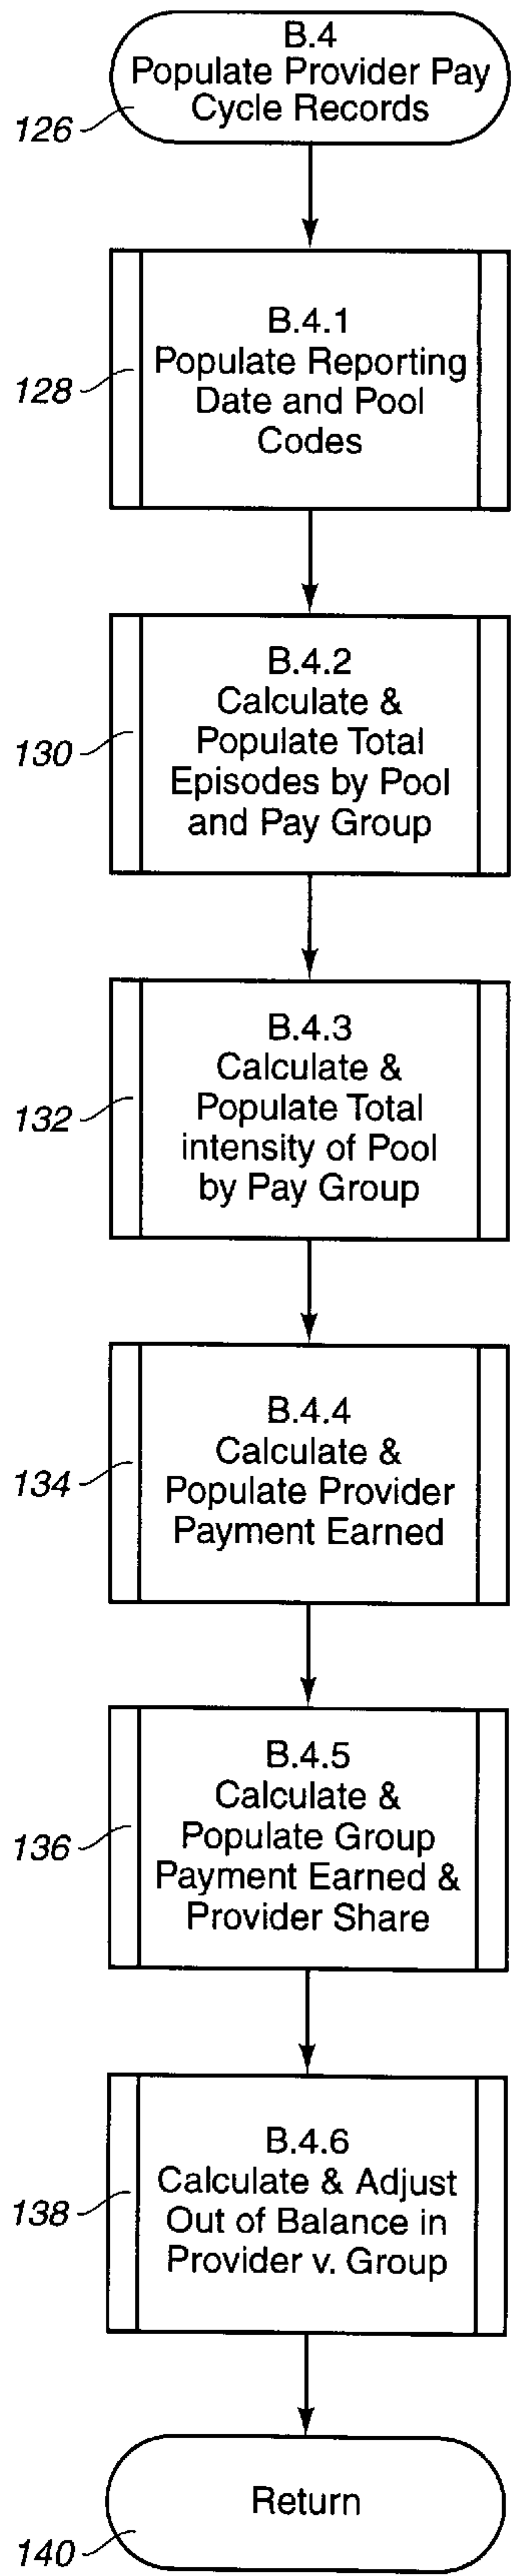 B.4
Populate Provider Pay
Cycle Records
126
B.4.1
Populate Reporting
Date and Pool
Codes
128
B.4.2
Calculate &
Populate Total
Episodes by Pool
and Pay Group
130
B.4.3
Calculate &
Populate Total
intensity of Pool
by Pay Group
132
B.4.4
Calculate &
Populate Provider
Payment Earned
134
B.4.5
Calculate &
Populate Group
Payment Earned &
Provider Share
136
B.4.6
Calculate & Adjust
Out of Balance in
Provider v. Group
138
Return
140